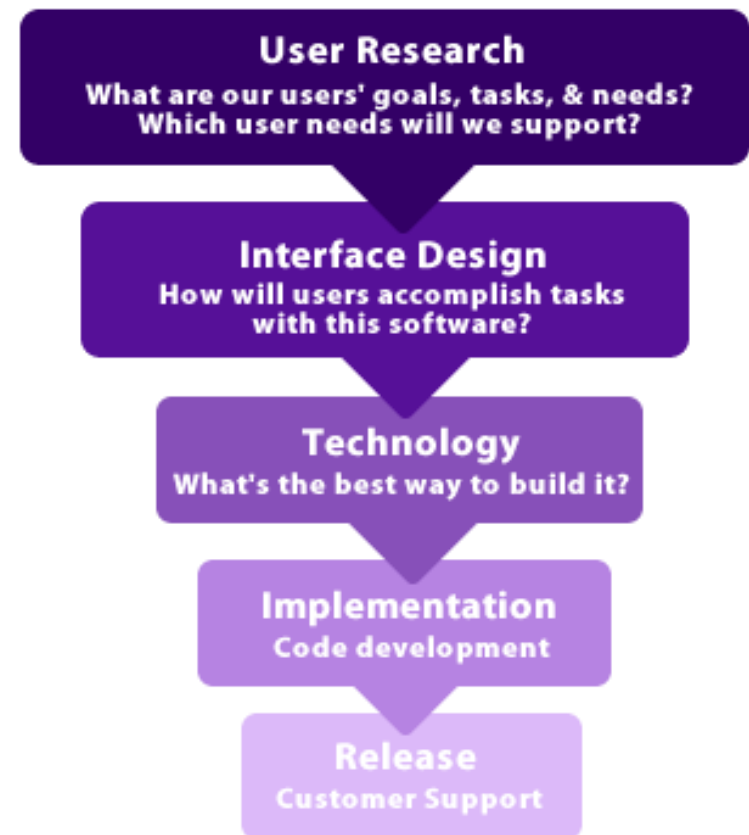 User Research
What are our users' goals, tasks, & needs?
Which user needs will we support?
Interface Design
How will users accomplish tasks
with this software?
Technology
What's the best way to build it?
Implementation
Code development
Release
Customer Support